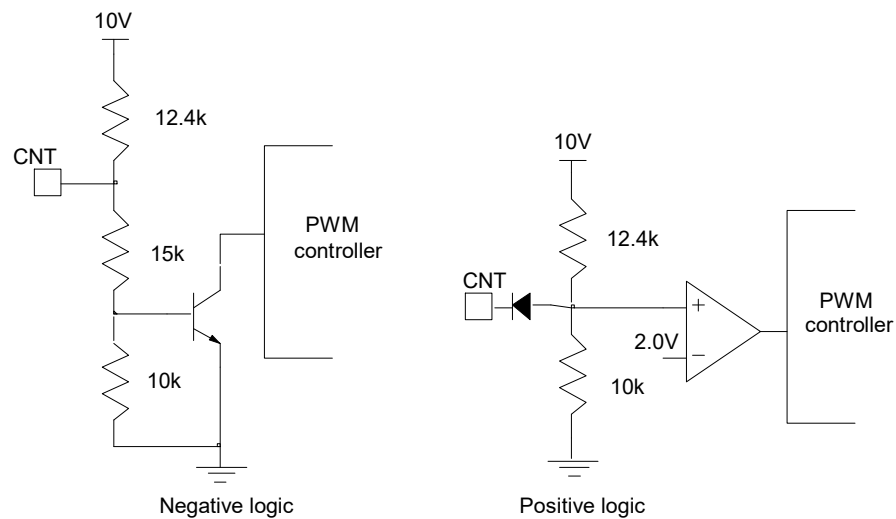 10V
12.4k
CNT
15k
10k
PWM
controller
Negative logic
10V
12.4k
CNT
+
2.0V
−
10k
PWM
controller
Positive logic